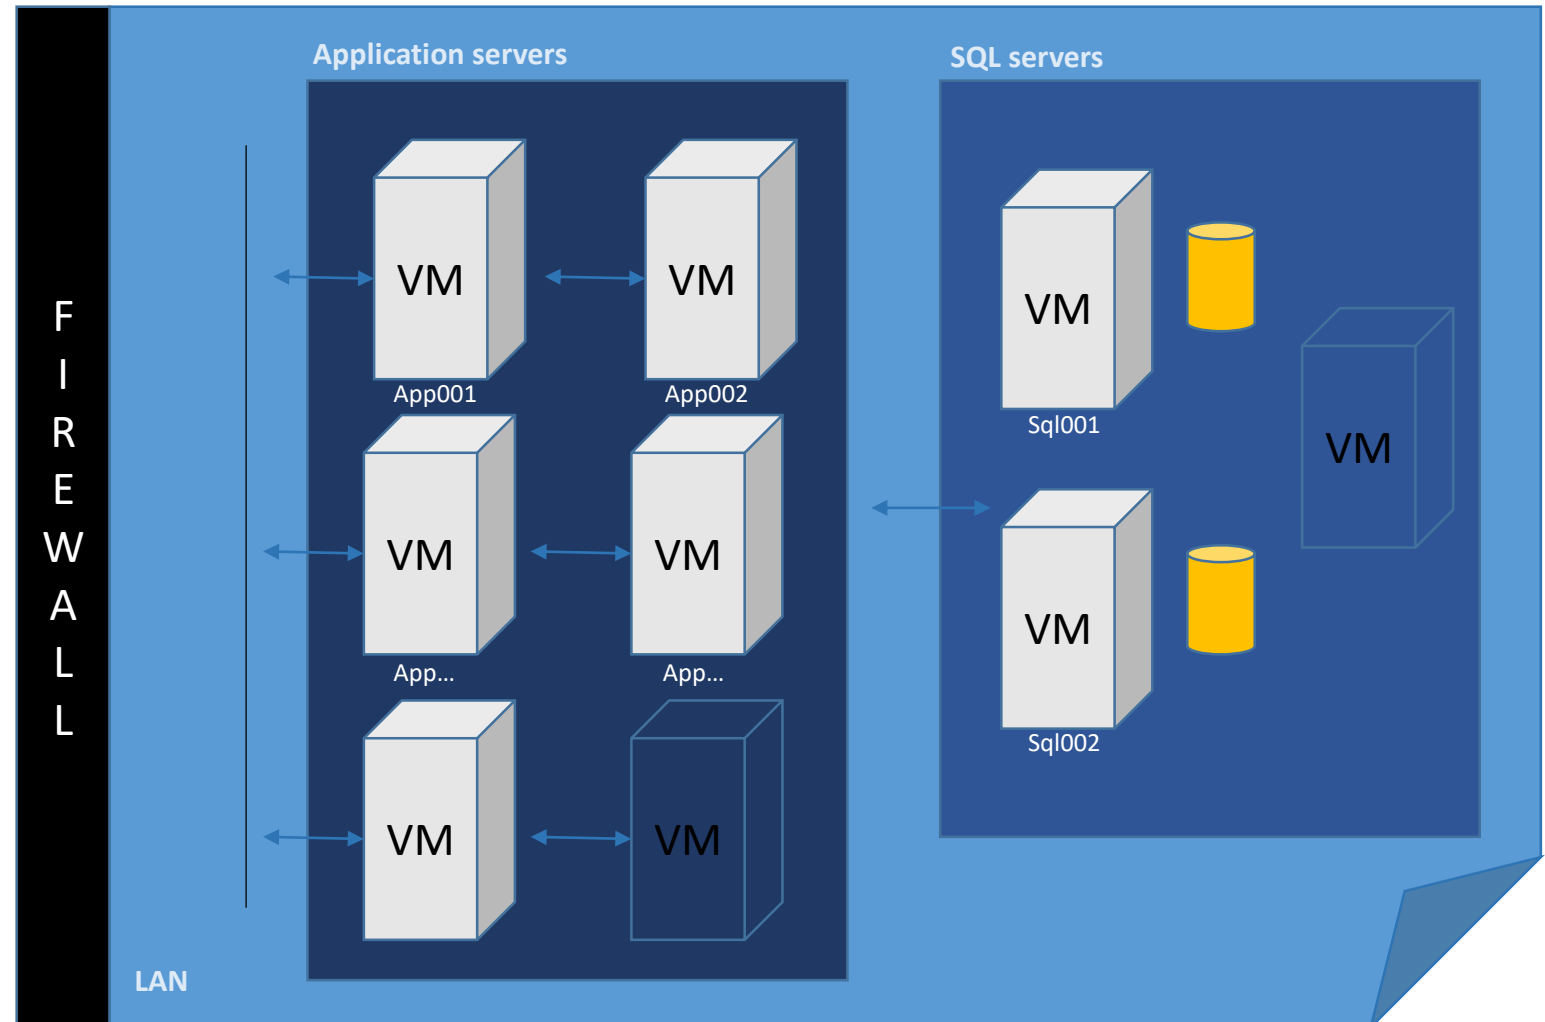 F
I
R
E
W
A
L
L
Application servers
SQL servers
VM
VM
App001
App002
VM
VM
App...
App...
VM
VM
VM
Sql001
VM
VM
Sql002
LAN